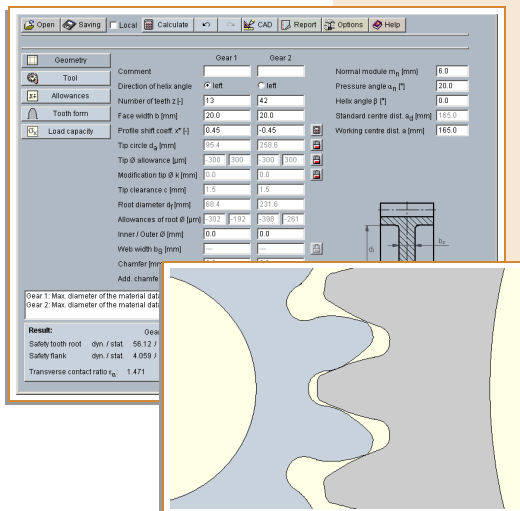 Open Saving Local Calculate CAD Report Options Help
Gear 1 Gear 2
Geometry
Tool
Allowances
Tooth form
Load capacity
Comment
Direction of helix angle left left
Number of teeth z [-] 13 42
Face width b [mm] 20.0 20.0
Profile shift coeff. x* [-] 0.45 -0.45
Tip circle da [mm] 95.4 258.6
Tip Ø allowance [µm] -300 300 -300 300
Modification tip Ø k [mm] 0.0 0.0
Tip clearance c [mm] 1.5 1.5
Root diameter df [mm] 68.4 231.6
Allowances of root Ø [µm] -302 -192 -398 -261
Inner / Outer Ø [mm] 0.0 0.0
Web width bS [mm] --- ---
Chamfer [mm
Add. chamfe
Normal module mn [mm] 6.0
Pressure angle αn [°] 20.0
Helix angle β [°] 0.0
Standard centre dist. ad [mm] 165.0
Working centre dist. a [mm] 165.0
Gear 1: Max. diameter of the material data
Gear 2: Max. diameter of the material data
Result: Gea
Safety tooth root dyn. / stat. 56.12 /
Safety flank dyn. / stat. 4.059 /
Transverse contact ratio εα: 1.471